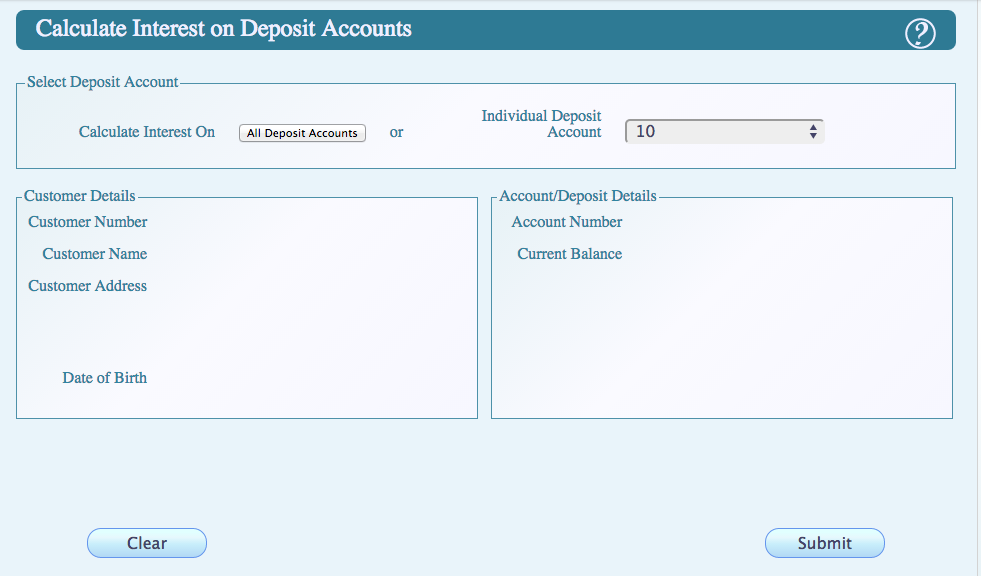 Calculate Interest on Deposit Accounts
?
Select Deposit Account
Calculate Interest On
All Deposit Accounts
or
Individual Deposit
Account
10
Customer Details
Customer Number
Customer Name
Customer Address
Date of Birth
Account/Deposit Details
Account Number
Current Balance
Clear
Submit